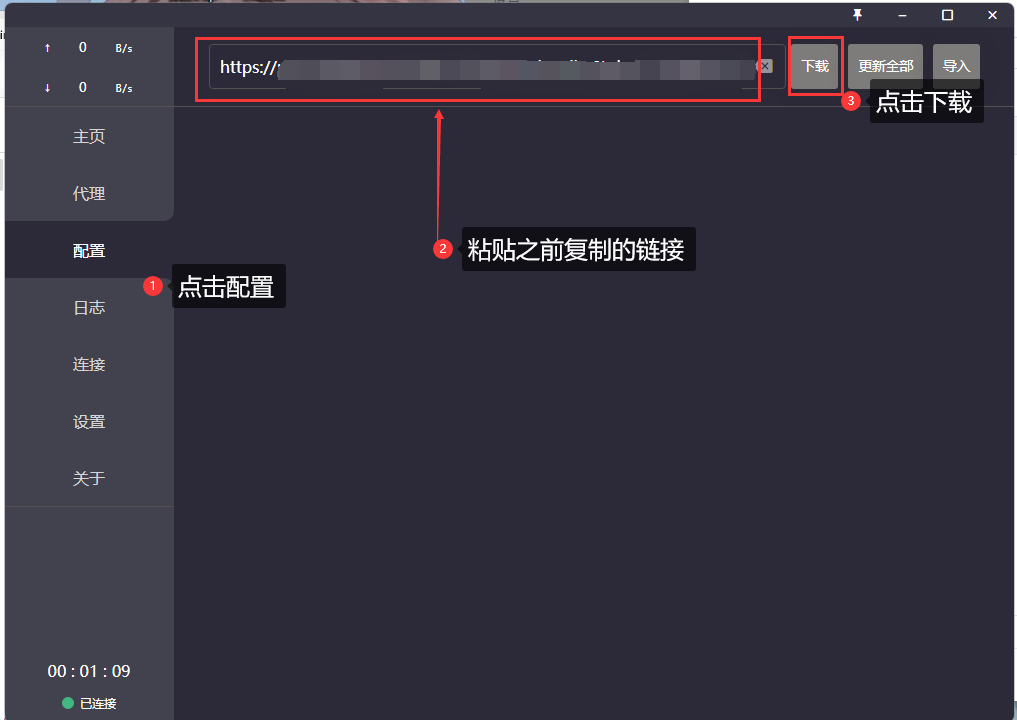 ↑ 0 B/s
↓ 0 B/s
https://
下载
更新全部
导入
3 点击下载
主页
代理
配置
2 粘贴之前复制的链接
1 点击配置
日志
连接
设置
关于
00 : 01 : 09
已连接